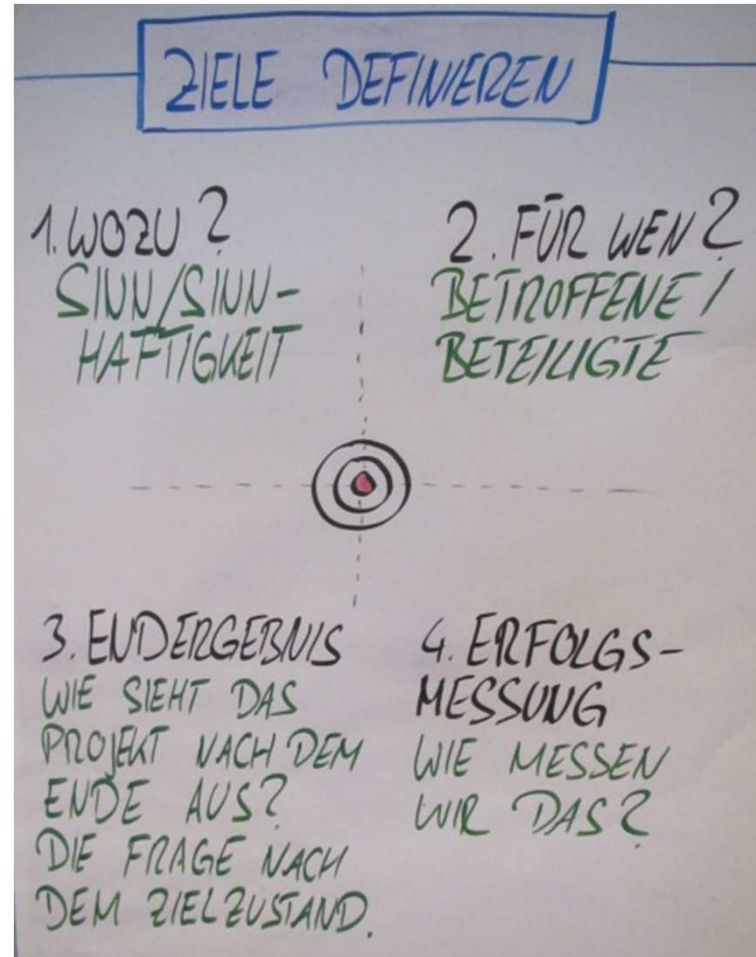 ZIELE DEFINIEREN
1. WOZU?
SINN/SINN-
HAFTIGKEIT
2. FÜR WEN?
BETROFFENE/
BETEILIGTE
3. ENDERGEBNIS
WIE SIEHT DAS
PROJEKT NACH DEM
ENDE AUS?
DIE FRAGE NACH
DEM ZIELZUSTAND.
4. ERFOLGS-
MESSUNG
WIE MESSEN
WIR DAS?